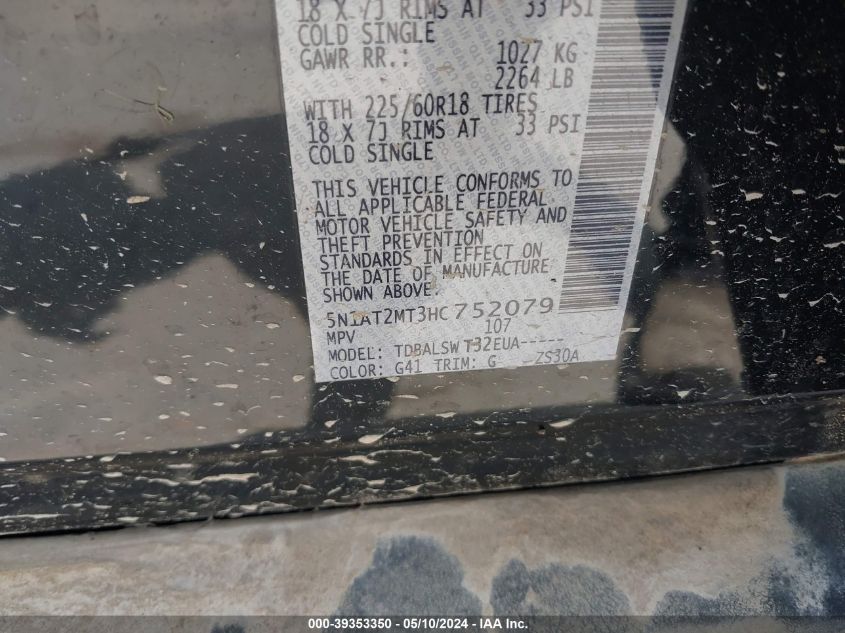 18 X 7J RIMS AT 33 PSI
COLD SINGLE
GAWR RR.: 1027 KG
2264 LB
WITH 225/60R18 TIRES
18 X 7J RIMS AT 33 PSI
COLD SINGLE
THIS VEHICLE CONFORMS TO
ALL APPLICABLE FEDERAL
MOTOR VEHICLE SAFETY AND
THEFT PREVENTION
STANDARDS IN EFFECT ON
THE DATE OF MANUFACTURE
SHOWN ABOVE.
5N1AT2MT3HC752079
MPV 107
MODEL: TDBALSW T32EUA-----
COLOR: G41 TRIM: G ZS30A
000-39353350 - 05/10/2024 - IAA Inc.